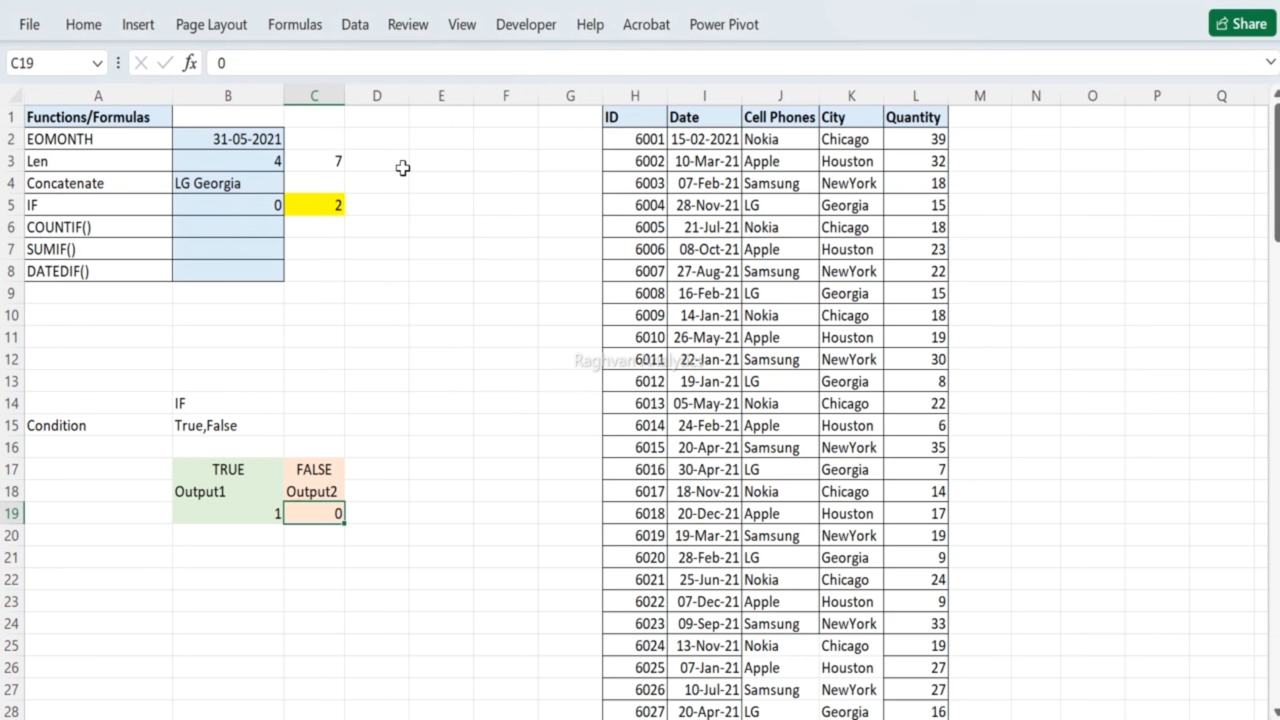 File Home Insert Page Layout Formulas Data Review View Developer Help Acrobat Power Pivot Share
C19 fx 0
A B C D E F G H I J K L M N O P Q
1 Functions/Formulas ID Date Cell Phones City Quantity
2 EOMONTH 31-05-2021 6001 15-02-2021 Nokia Chicago 39
3 Len 4 7 6002 10-Mar-21 Apple Houston 32
4 Concatenate LG Georgia 6003 07-Feb-21 Samsung NewYork 18
5 IF 0 2 6004 28-Nov-21 LG Georgia 15
6 COUNTIF() 6005 21-Jul-21 Nokia Chicago 18
7 SUMIF() 6006 08-Oct-21 Apple Houston 23
8 DATEDIF() 6007 27-Aug-21 Samsung NewYork 22
9 6008 16-Feb-21 LG Georgia 15
10 6009 14-Jan-21 Nokia Chicago 18
11 6010 26-May-21 Apple Houston 19
12 6011 22-Jan-21 Samsung NewYork 30
13 6012 19-Jan-21 LG Georgia 8
14 IF 6013 05-May-21 Nokia Chicago 22
15 Condition True,False 6014 24-Feb-21 Apple Houston 6
16 6015 20-Apr-21 Samsung NewYork 35
17 TRUE FALSE 6016 30-Apr-21 LG Georgia 7
18 Output1 Output2 6017 18-Nov-21 Nokia Chicago 14
19 1 0 6018 20-Dec-21 Apple Houston 17
20 6019 19-Mar-21 Samsung NewYork 19
21 6020 28-Feb-21 LG Georgia 9
22 6021 25-Jun-21 Nokia Chicago 24
23 6022 07-Dec-21 Apple Houston 9
24 6023 09-Sep-21 Samsung NewYork 33
25 6024 13-Nov-21 Nokia Chicago 19
26 6025 07-Jan-21 Apple Houston 27
27 6026 10-Jul-21 Samsung NewYork 27
28 6027 20-Apr-21 LG Georgia 16
Raghvan